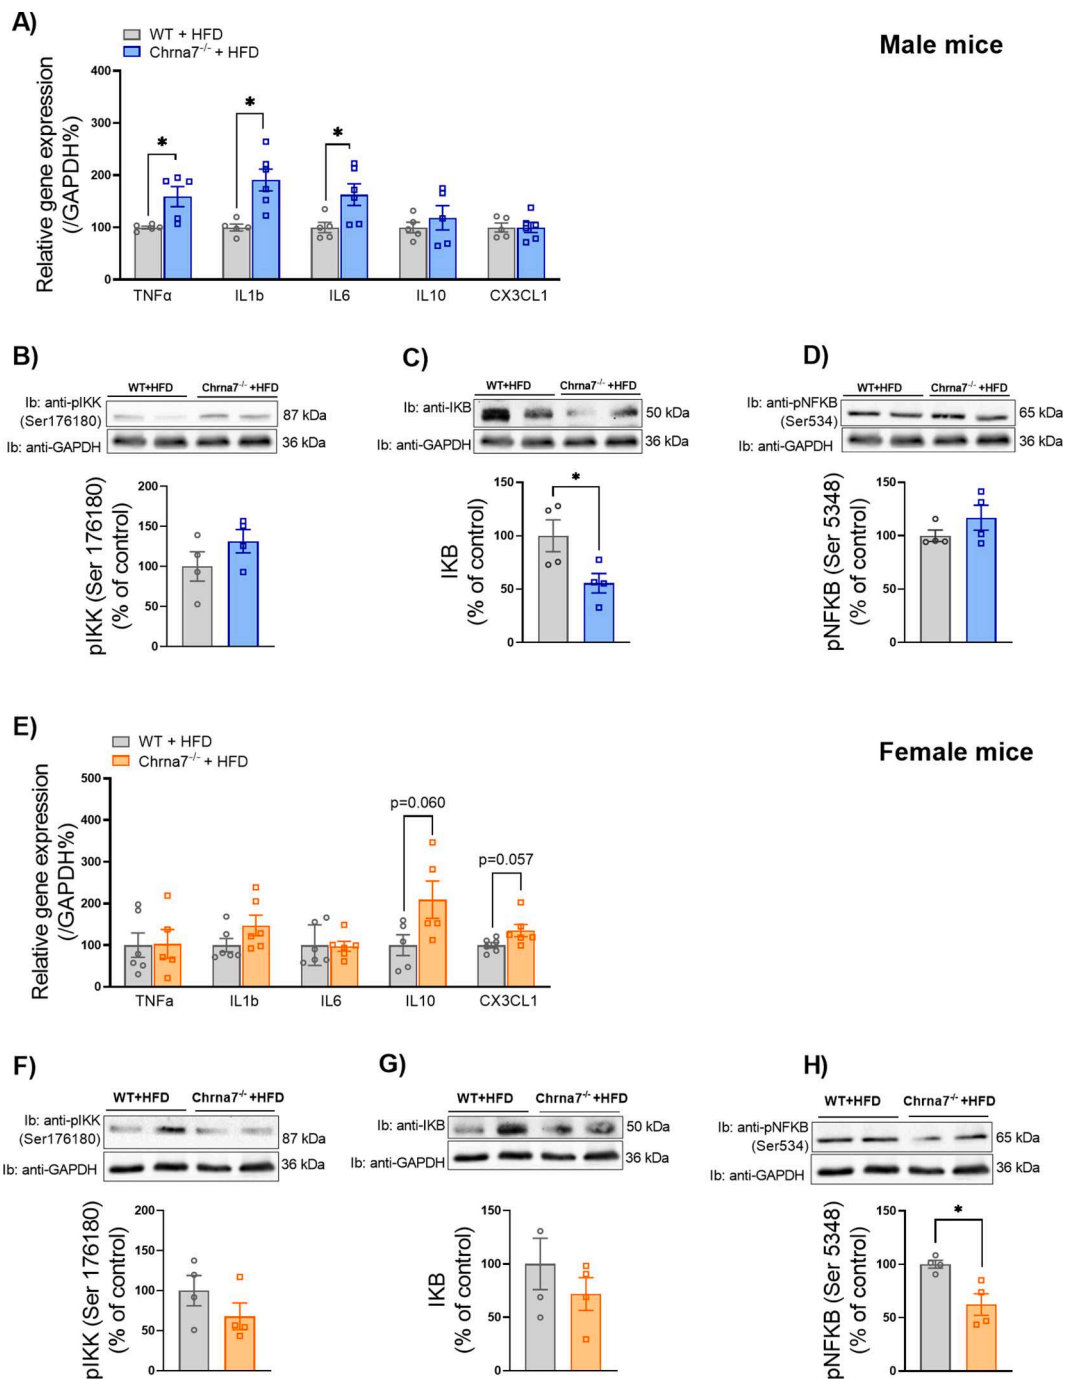 A)
WT + HFD
Chrna7-/- + HFD
Male mice
Relative gene expression
(/GAPDH%)
400
300
200
100
0
*
*
*
TNFα
IL1b
IL6
IL10
CX3CL1
B)
WT+HFD
Chrna7-/- +HFD
Ib: anti-pIKK
(Ser176180)
87 kDa
Ib: anti-GAPDH
36 kDa
pIKK (Ser 176180)
(% of control)
200
150
100
50
0
C)
WT+HFD
Chrna7-/- +HFD
Ib: anti-IKB
50 kDa
Ib: anti-GAPDH
36 kDa
IKB
(% of control)
150
100
50
0
*
D)
WT+HFD
Chrna7-/- +HFD
Ib: anti-pNFKB
(Ser534)
65 kDa
Ib: anti-GAPDH
36 kDa
pNFKB (Ser 5348)
(% of control)
150
100
50
0
E)
WT + HFD
Chrna7-/- + HFD
Female mice
Relative gene expression
(/GAPDH%)
500
400
300
200
100
0
p=0.060
p=0.057
TNFa
IL1b
IL6
IL10
CX3CL1
F)
WT+HFD
Chrna7-/- +HFD
Ib: anti-pIKK
(Ser176180)
87 kDa
Ib: anti-GAPDH
36 kDa
pIKK (Ser 176180)
(% of control)
200
150
100
50
0
G)
WT+HFD
Chrna7-/- +HFD
Ib: anti-IKB
50 kDa
Ib: anti-GAPDH
36 kDa
IKB
(% of control)
150
100
50
0
H)
WT+HFD
Chrna7-/- +HFD
Ib: anti-pNFKB
(Ser534)
65 kDa
Ib: anti-GAPDH
36 kDa
pNFKB (Ser 5348)
(% of control)
150
100
50
0
*